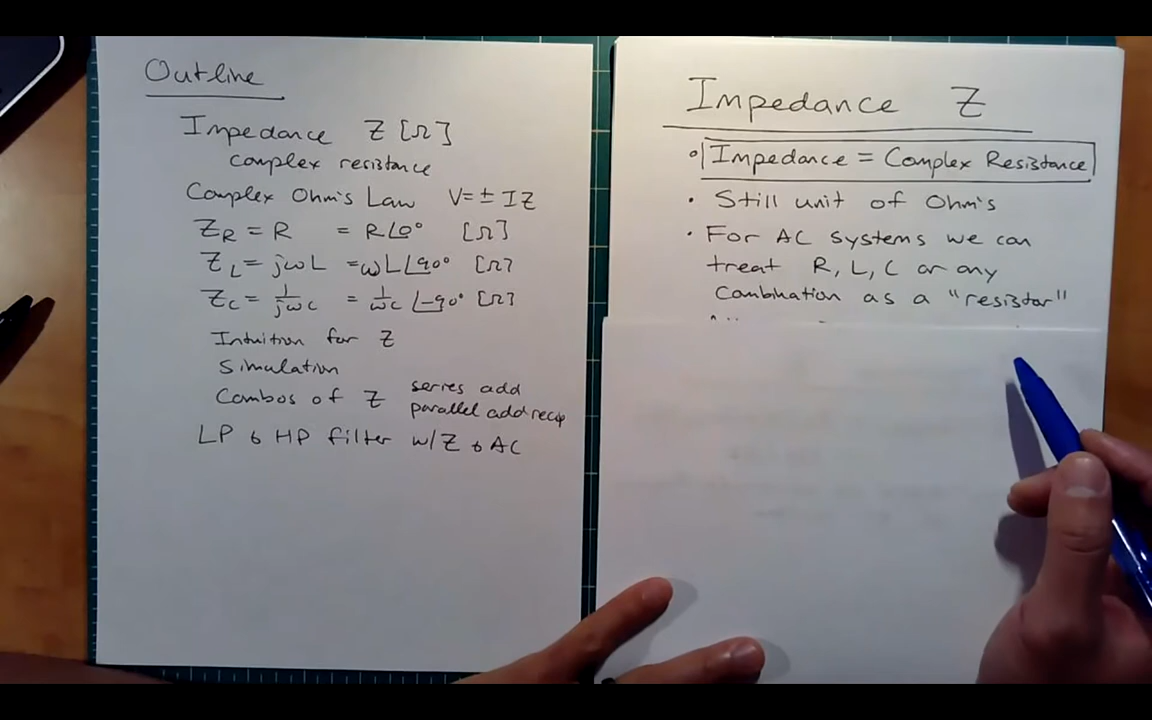 Outline
Impedance Z [Ω]
complex resistance
Complex Ohm's Law V=± IZ
Z_R = R = R∠0° [Ω]
Z_L = jωL =ωL∠90° [Ω]
Z_C = 1/jωC = 1/ωC ∠-90° [Ω]
Intuition for Z
Simulation
Combos of Z series add
parallel add recip
LP & HP filter w/Z & AC
Impedance Z
• Impedance = Complex Resistance
• Still unit of Ohm's
• For AC systems we can
treat R, L, C or any
combination as a "resistor"